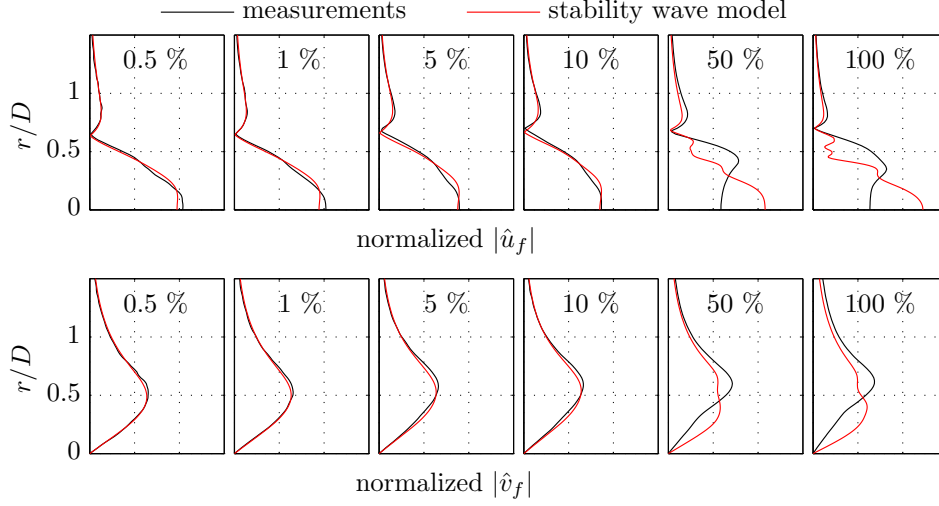 measurements stability wave model
0.5 % 1 % 5 % 10 % 50 % 100 %
1
r/D
0.5
0
normalized |û_f|
0.5 % 1 % 5 % 10 % 50 % 100 %
1
r/D
0.5
0
normalized |v̂_f|